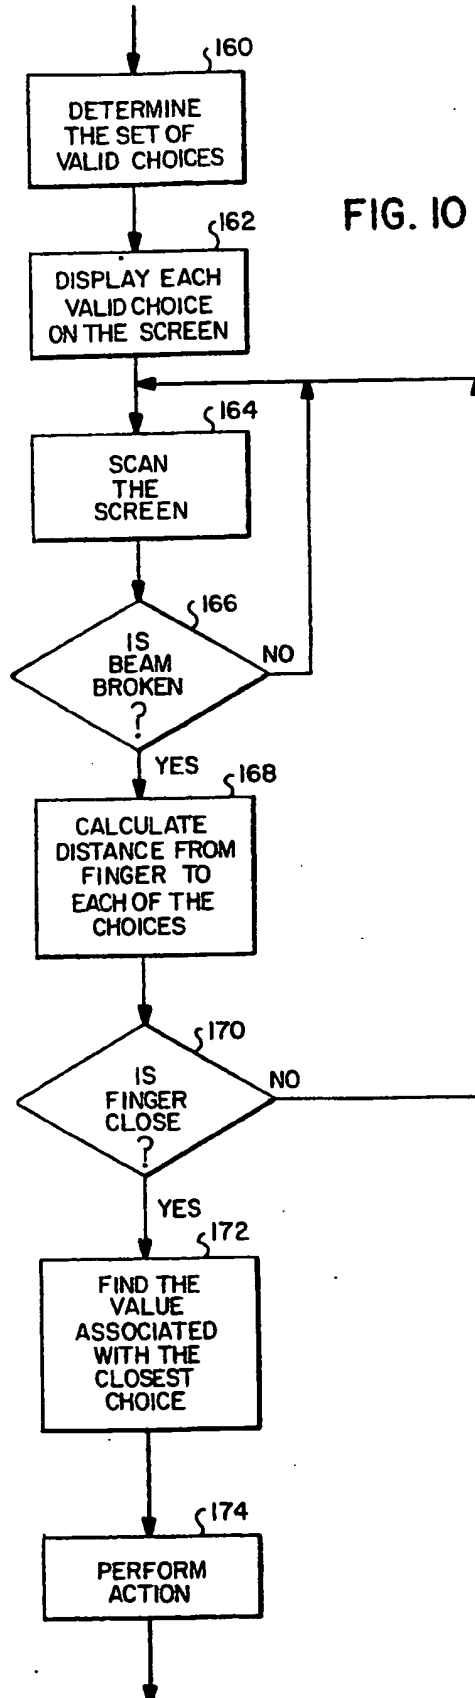 160
DETERMINE
THE SET OF
VALID CHOICES
FIG. 10
162
DISPLAY EACH
VALID CHOICE
ON THE SCREEN
164
SCAN
THE
SCREEN
166
IS
BEAM
BROKEN
?
NO
YES
168
CALCULATE
DISTANCE FROM
FINGER TO
EACH OF THE
CHOICES
170
IS
FINGER
CLOSE
?
NO
YES
172
FIND THE
VALUE
ASSOCIATED
WITH THE
CLOSEST
CHOICE
174
PERFORM
ACTION